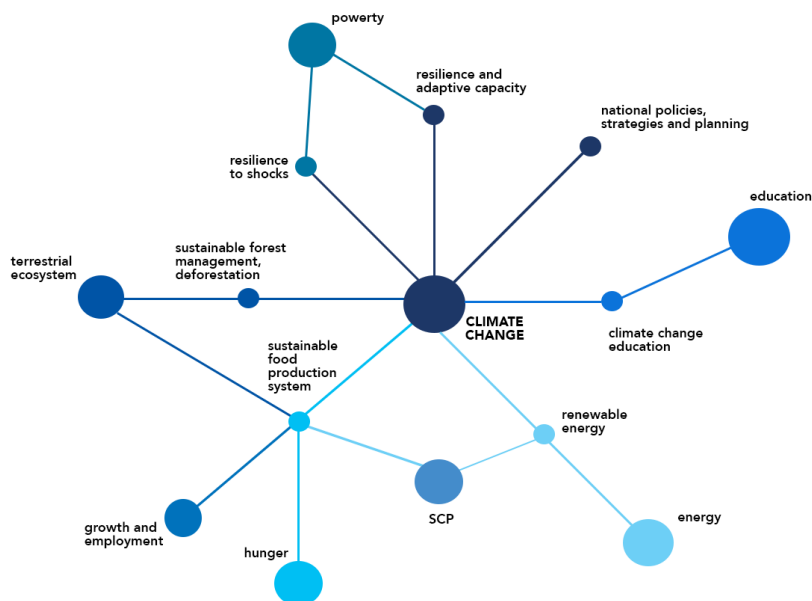 powerty
resilience and
adaptive capacity
national policies,
strategies and planning
resilience
to shocks
education
terrestrial
ecosystem
sustainable forest
management,
deforestation
CLIMATE
CHANGE
climate change
education
sustainable
food
production
system
renewable
energy
SCP
growth and
employment
energy
hunger